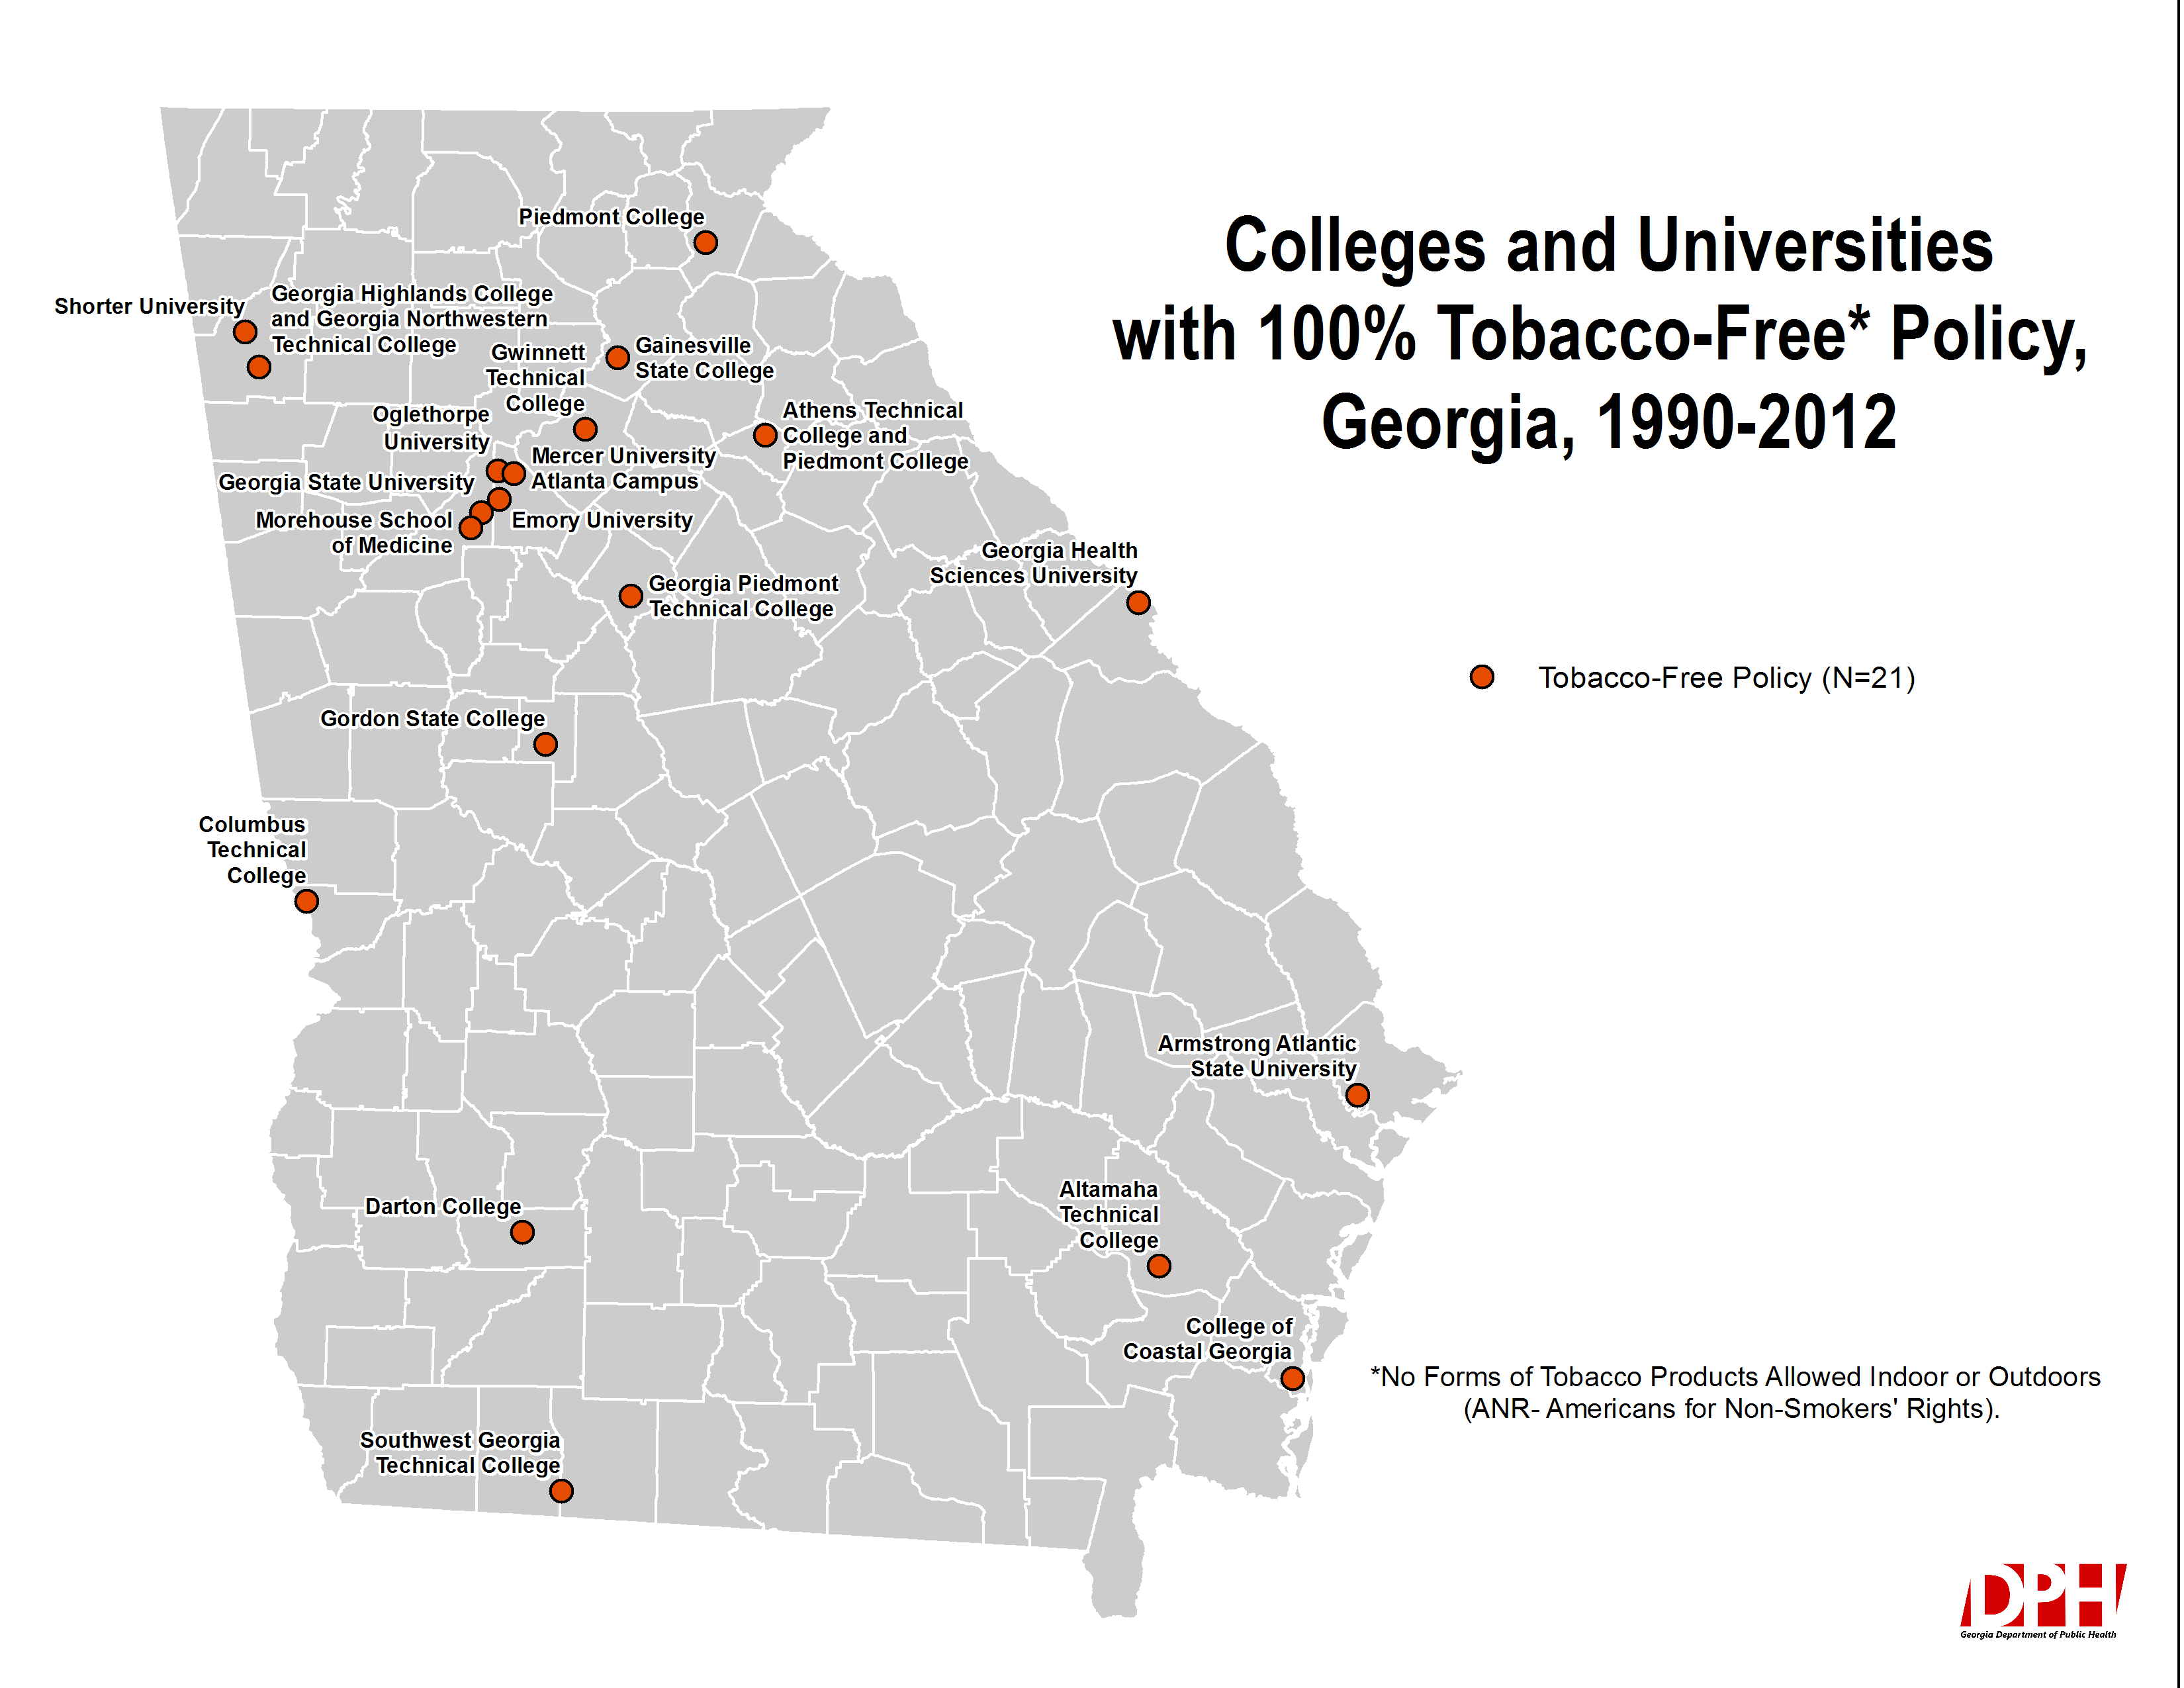 Colleges and Universities
with 100% Tobacco-Free* Policy,
Georgia, 1990-2012
Piedmont College
Shorter University
Georgia Highlands College
and Georgia Northwestern
Technical College
Gwinnett
Technical
College
Gainesville
State College
Oglethorpe
University
Athens Technical
College and
Piedmont College
Mercer University
Atlanta Campus
Georgia State University
Morehouse School
of Medicine
Emory University
Georgia Health
Sciences University
Georgia Piedmont
Technical College
Tobacco-Free Policy (N=21)
Gordon State College
Columbus
Technical
College
Armstrong Atlantic
State University
Darton College
Altamaha
Technical
College
College of
Coastal Georgia
*No Forms of Tobacco Products Allowed Indoor or Outdoors
(ANR- Americans for Non-Smokers' Rights).
Southwest Georgia
Technical College
DPH
Georgia Department of Public Health